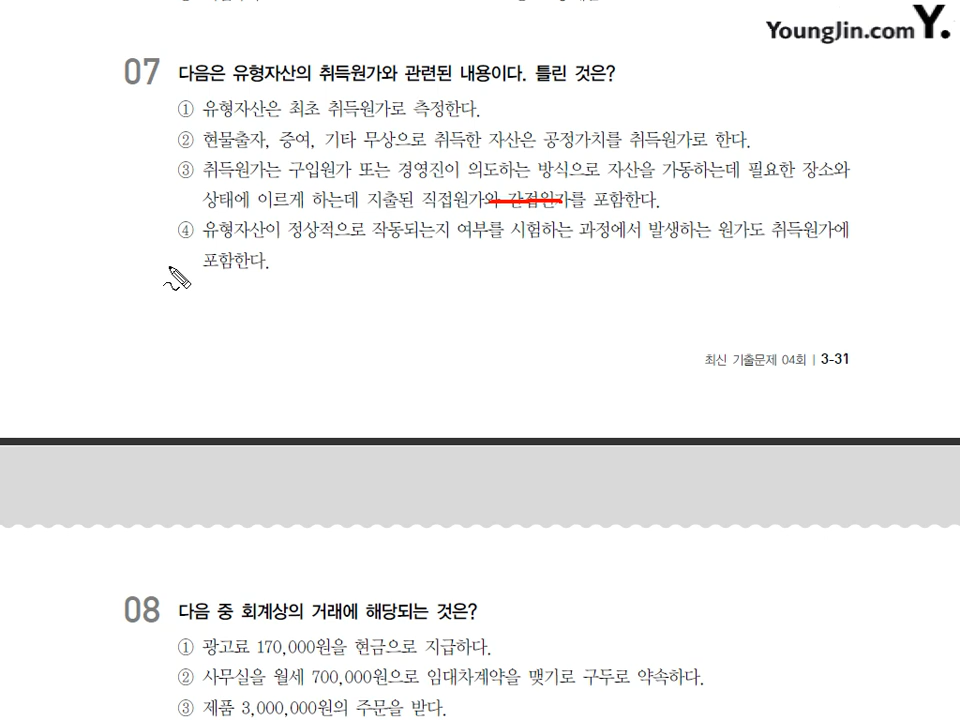 YoungJin.com Y.
07 다음은 유형자산의 취득원가와 관련된 내용이다. 틀린 것은?
① 유형자산은 최초 취득원가로 측정한다.
② 현물출자, 증여, 기타 무상으로 취득한 자산은 공정가치를 취득원가로 한다.
③ 취득원가는 구입원가 또는 경영진이 의도하는 방식으로 자산을 가동하는데 필요한 장소와
상태에 이르게 하는데 지출된 직접원가와 간접원가를 포함한다.
④ 유형자산이 정상적으로 작동되는지 여부를 시험하는 과정에서 발생하는 원가도 취득원가에
포함한다.
최신 기출문제 04회 | 3-31
08 다음 중 회계상의 거래에 해당되는 것은?
① 광고료 170,000원을 현금으로 지급하다.
② 사무실을 월세 700,000원으로 임대차계약을 맺기로 구두로 약속하다.
③ 제품 3,000,000원의 주문을 받다.